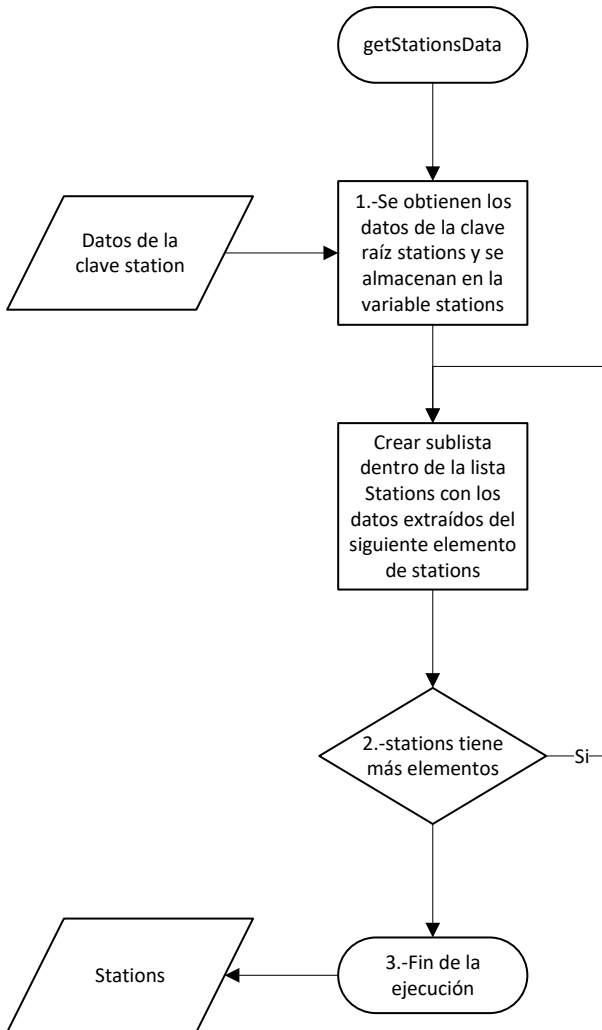 getStationsData
1.-Se obtienen los
datos de la clave
raíz stations y se
almacenan en la
variable stations
Datos de la
clave station
Crear sublista
dentro de la lista
Stations con los
datos extraídos del
siguiente elemento
de stations
2.-stations tiene
más elementos
Si
3.-Fin de la
ejecución
Stations